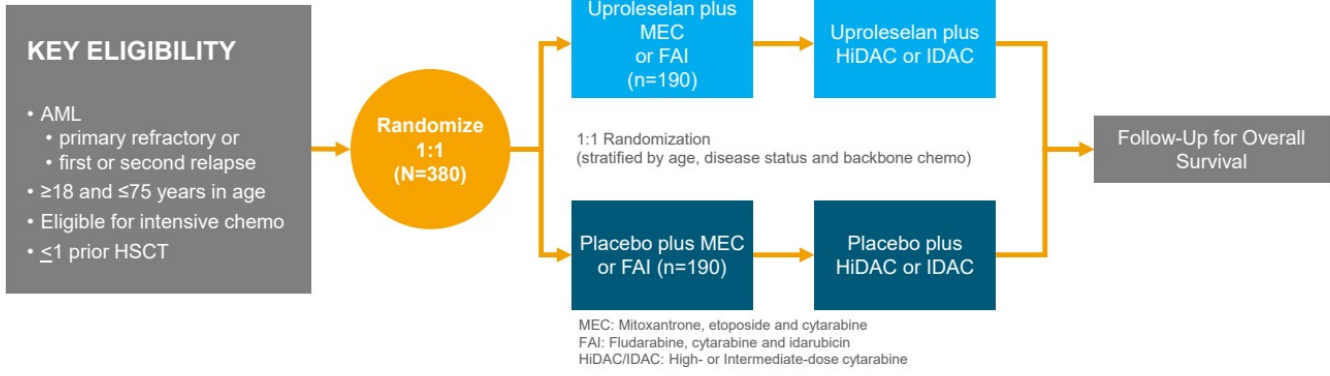 KEY ELIGIBILITY
• AML
• primary refractory or
• first or second relapse
• ≥18 and ≤75 years in age
• Eligible for intensive chemo
• ≤1 prior HSCT
Randomize
1:1
(N=380)
Uproleselan plus
MEC
or FAI
(n=190)
Uproleselan plus
HiDAC or IDAC
1:1 Randomization
(stratified by age, disease status and backbone chemo)
Placebo plus MEC
or FAI (n=190)
Placebo plus
HiDAC or IDAC
Follow-Up for Overall
Survival
MEC: Mitoxantrone, etoposide and cytarabine
FAI: Fludarabine, cytarabine and idarubicin
HiDAC/IDAC: High- or Intermediate-dose cytarabine